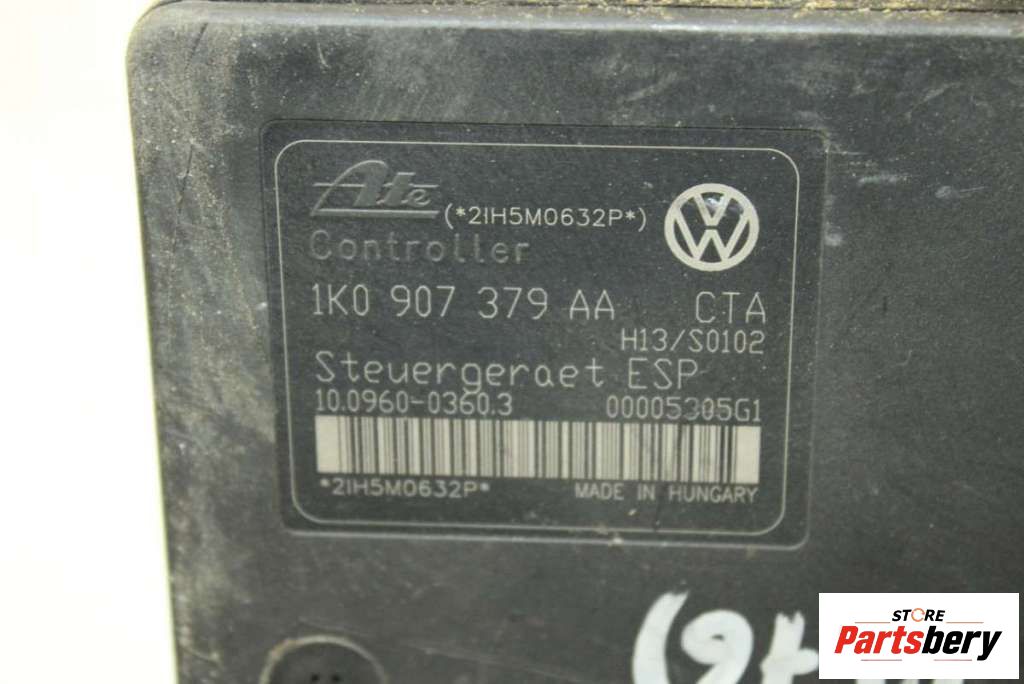 Ate (*2IH5M0632P*)
Controller
1K0 907 379 AA CTA
H13/S0102
Steuergeraet ESP
10.0960-0360.3 00005305G1
*2IH5M0632P* MADE IN HUNGARY
STORE
Partsbery